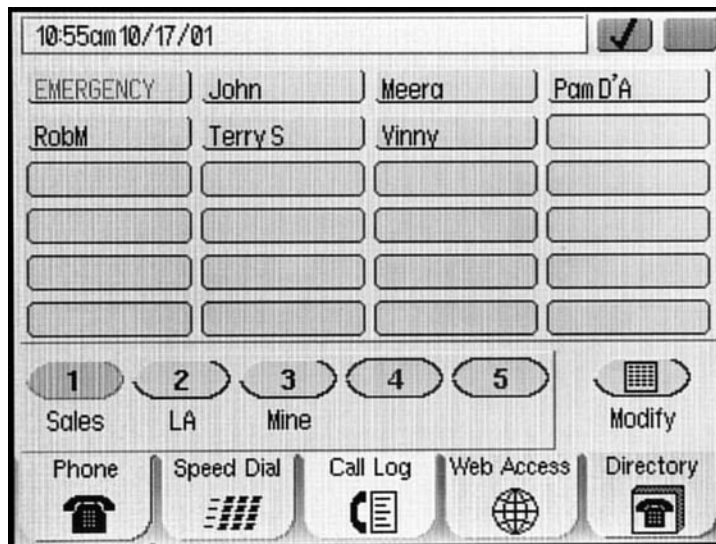 10:55am 10/17/01
EMERGENCY John Meera Pam D'A
RobM Terry S Vinny
1 2 3 4 5
Sales LA Mine Modify
Phone Speed Dial Call Log Web Access Directory